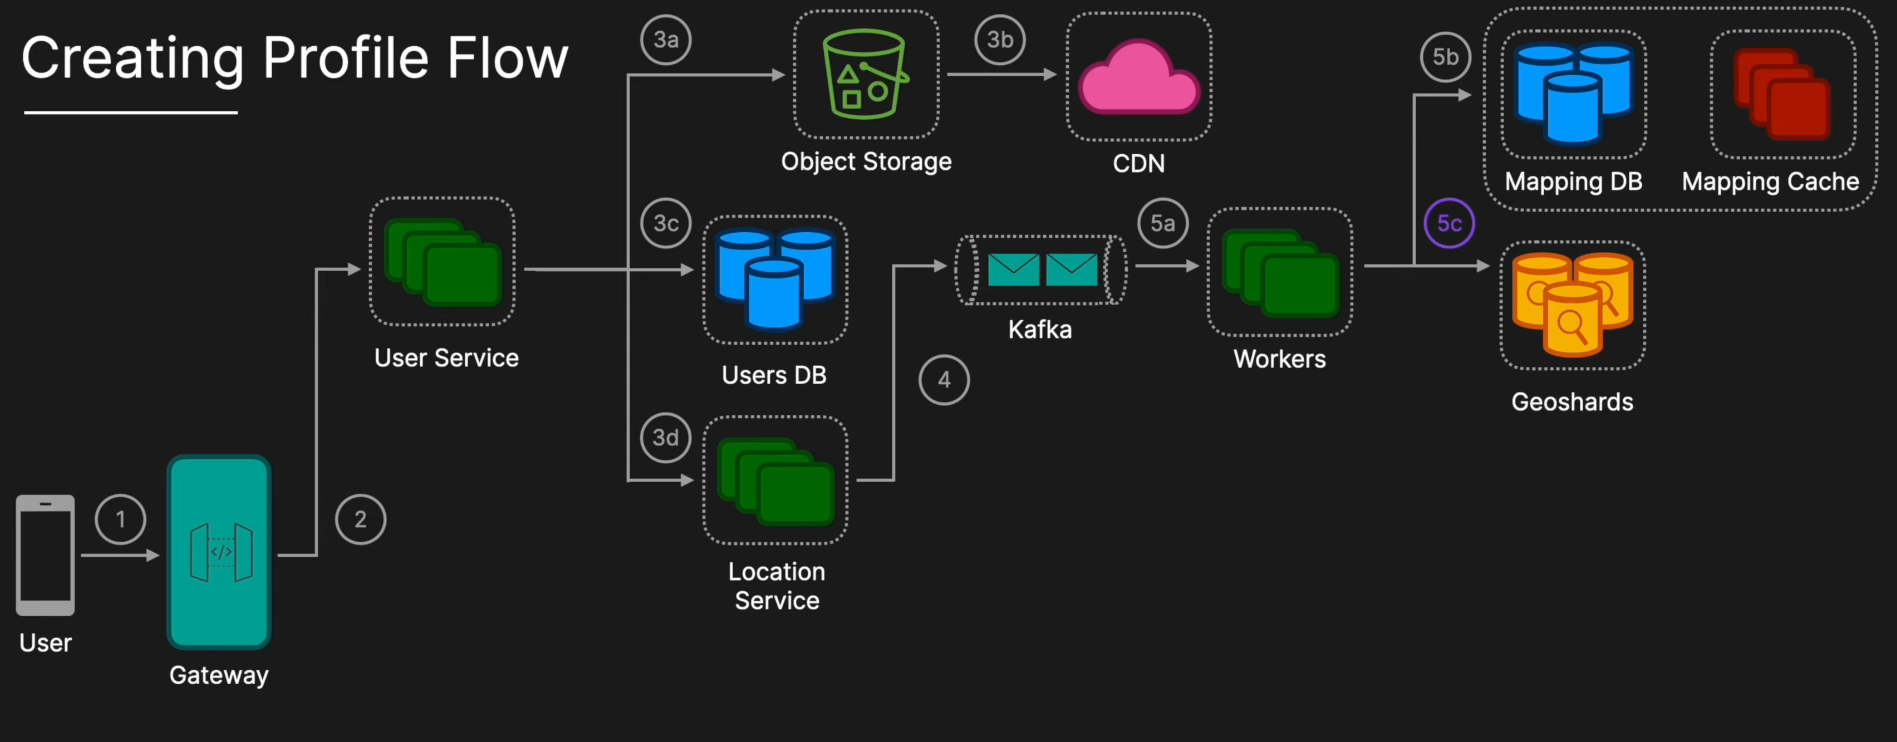 Creating Profile Flow
3a
3b
5b
Object Storage
CDN
Mapping DB
Mapping Cache
3c
5a
5c
User Service
Users DB
Kafka
Workers
Geoshards
4
3d
1
</>
2
Location
Service
User
Gateway